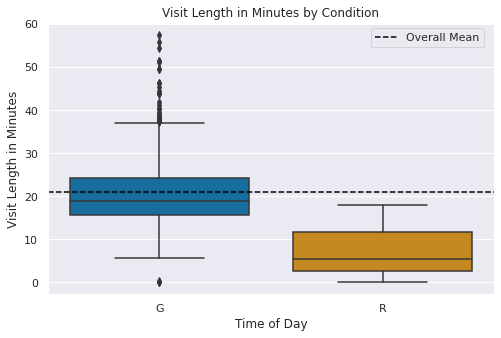 Visit Length in Minutes by Condition
Overall Mean
Visit Length in Minutes
60
50
40
30
20
10
0
G R
Time of Day